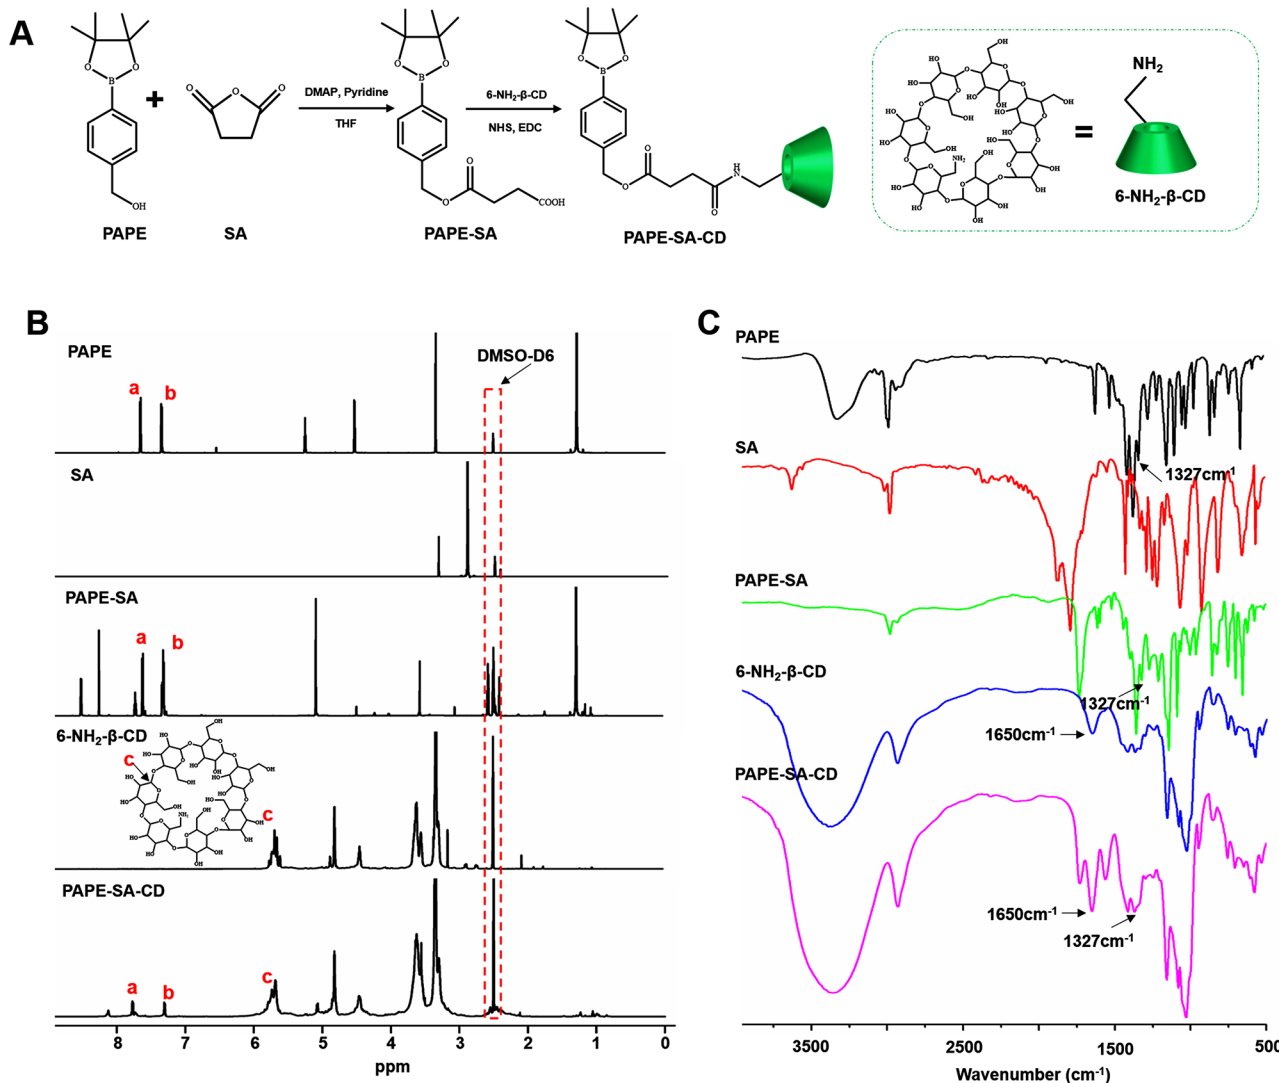 A
PAPE
SA
DMAP, Pyridine
THF
PAPE-SA
6-NH₂-β-CD
NHS, EDC
PAPE-SA-CD
NH₂
=
6-NH₂-β-CD
B
O
O
B
OH
+
O
O
O
O
O
B
O
O
COOH
O
O
B
O
O
H
N
O
PAPE
a
b
DMSO-D6
SA
PAPE-SA
a
b
6-NH₂-β-CD
c
c
PAPE-SA-CD
a
b
c
8
7
6
5
4
3
2
1
0
ppm
C
PAPE
1327cm⁻¹
SA
PAPE-SA
1327cm⁻¹
6-NH₂-β-CD
1650cm⁻¹
PAPE-SA-CD
1650cm⁻¹
1327cm⁻¹
3500
2500
1500
500
Wavenumber (cm⁻¹)